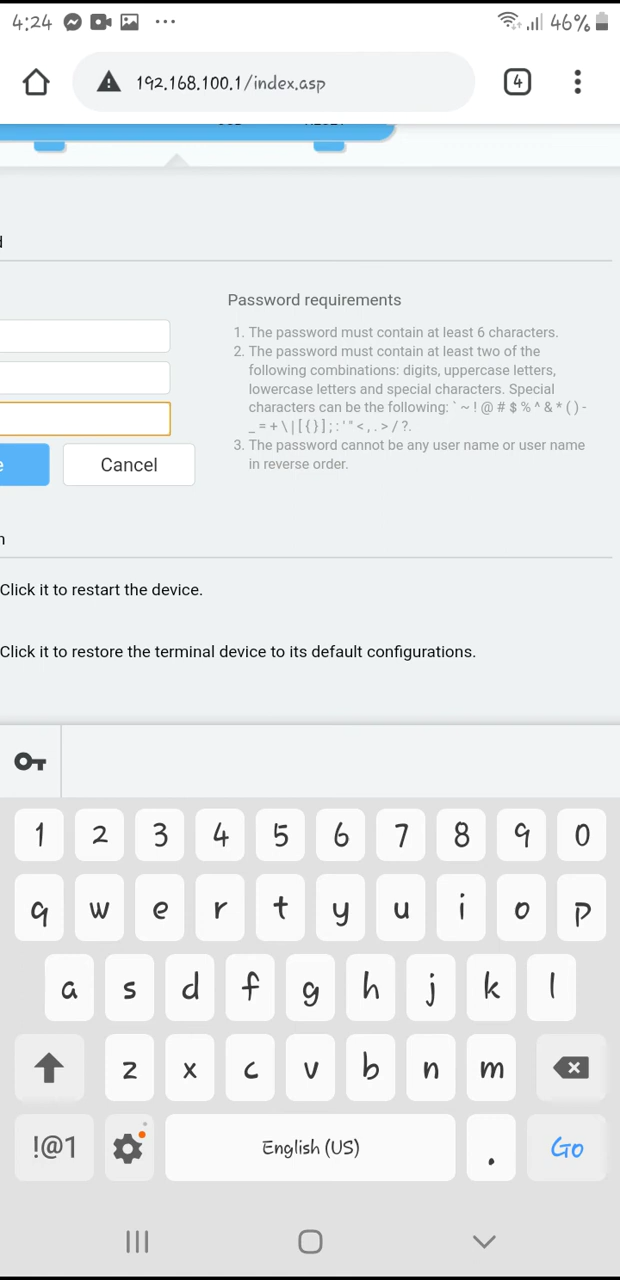 4:24
46%
192.168.100.1/index.asp
4
d
Password requirements
1. The password must contain at least 6 characters.
2. The password must contain at least two of the
following combinations: digits, uppercase letters,
lowercase letters and special characters. Special
characters can be the following: ` ~ ! @ # $ % ^ & * ( ) -
_ = + \ | [ { } ] ; : ' " < , . > / ?.
3. The password cannot be any user name or user name
in reverse order.
e
Cancel
n
Click it to restart the device.
Click it to restore the terminal device to its default configurations.
1 2 3 4 5 6 7 8 9 0
q w e r t y u i o p
a s d f g h j k l
z x c v b n m
!@1 English (US) . Go